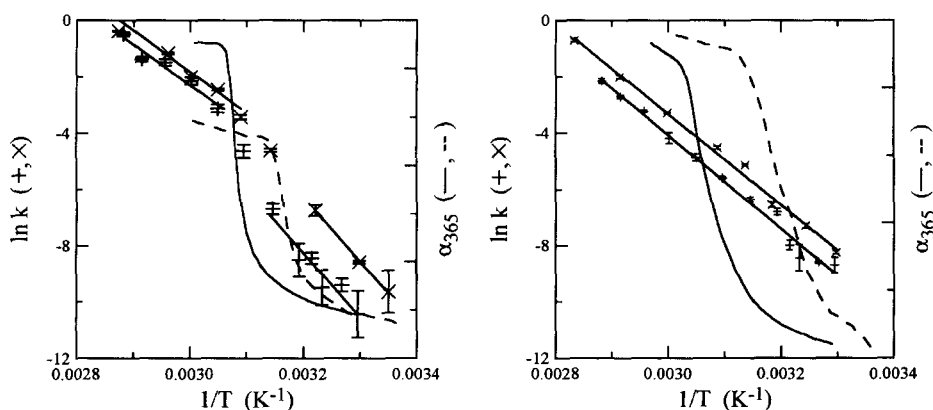 0
-4
-8
-12
ln k (+, ×)
α365 (—, --)
0.0028
0.0030
0.0032
0.0034
1/T (K-1)
0
-4
-8
-12
ln k (+, ×)
α365 (—, --)
0.0028
0.0030
0.0032
0.0034
1/T (K-1)